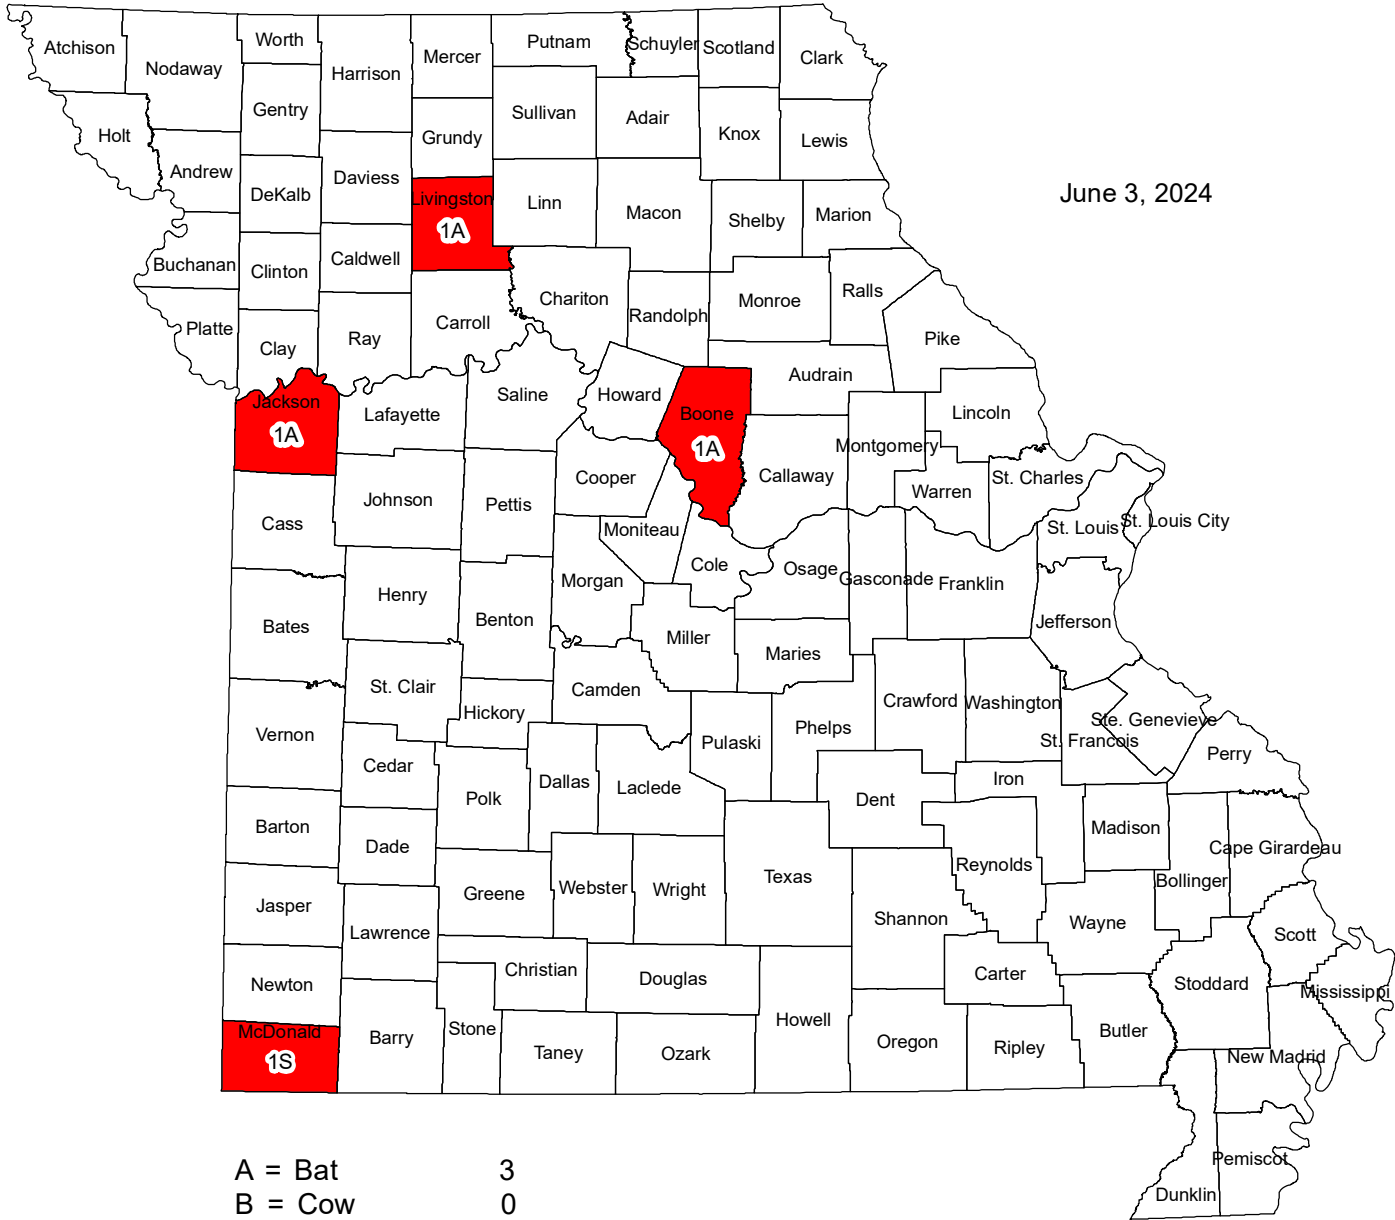 Atchison
Nodaway
Worth
Harrison
Mercer
Putnam
Schuyler
Scotland
Clark
Gentry
Holt
Grundy
Sullivan
Adair
Knox
Lewis
Andrew
DeKalb
Daviess
Livingston
1A
Linn
Macon
Shelby
Marion
June 3, 2024
Buchanan
Clinton
Caldwell
Chariton
Randolph
Monroe
Ralls
Platte
Clay
Ray
Carroll
Pike
Jackson
1A
Lafayette
Saline
Howard
Boone
1A
Audrain
Lincoln
Montgomery
Callaway
Cooper
Johnson
Pettis
Warren
St. Charles
Cass
Moniteau
St. Louis
St. Louis City
Cole
Osage
Gasconade
Franklin
Henry
Morgan
Bates
Benton
Miller
Maries
Jefferson
St. Clair
Camden
Hickory
Crawford
Washington
Ste. Genevieve
St. Francois
Vernon
Pulaski
Phelps
Perry
Cedar
Dallas
Laclede
Iron
Polk
Dent
Barton
Dade
Madison
Cape Girardeau
Reynolds
Bollinger
Jasper
Greene
Webster
Wright
Texas
Shannon
Wayne
Lawrence
Scott
Newton
Christian
Douglas
Carter
Stoddard
Mississippi
McDonald
1S
Barry
Stone
Taney
Ozark
Howell
Oregon
Ripley
Butler
New Madrid
Pemiscot
Dunklin
A = Bat 3
B = Cow 0